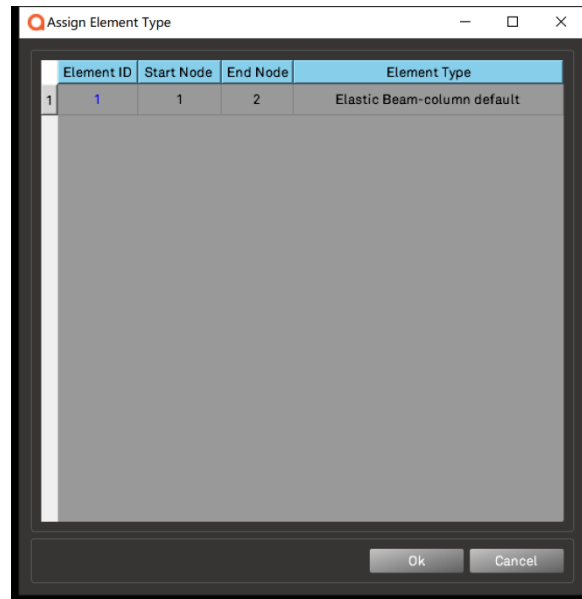 Assign Element Type
Element ID Start Node End Node Element Type
1 1 1 2 Elastic Beam-column default
Ok Cancel